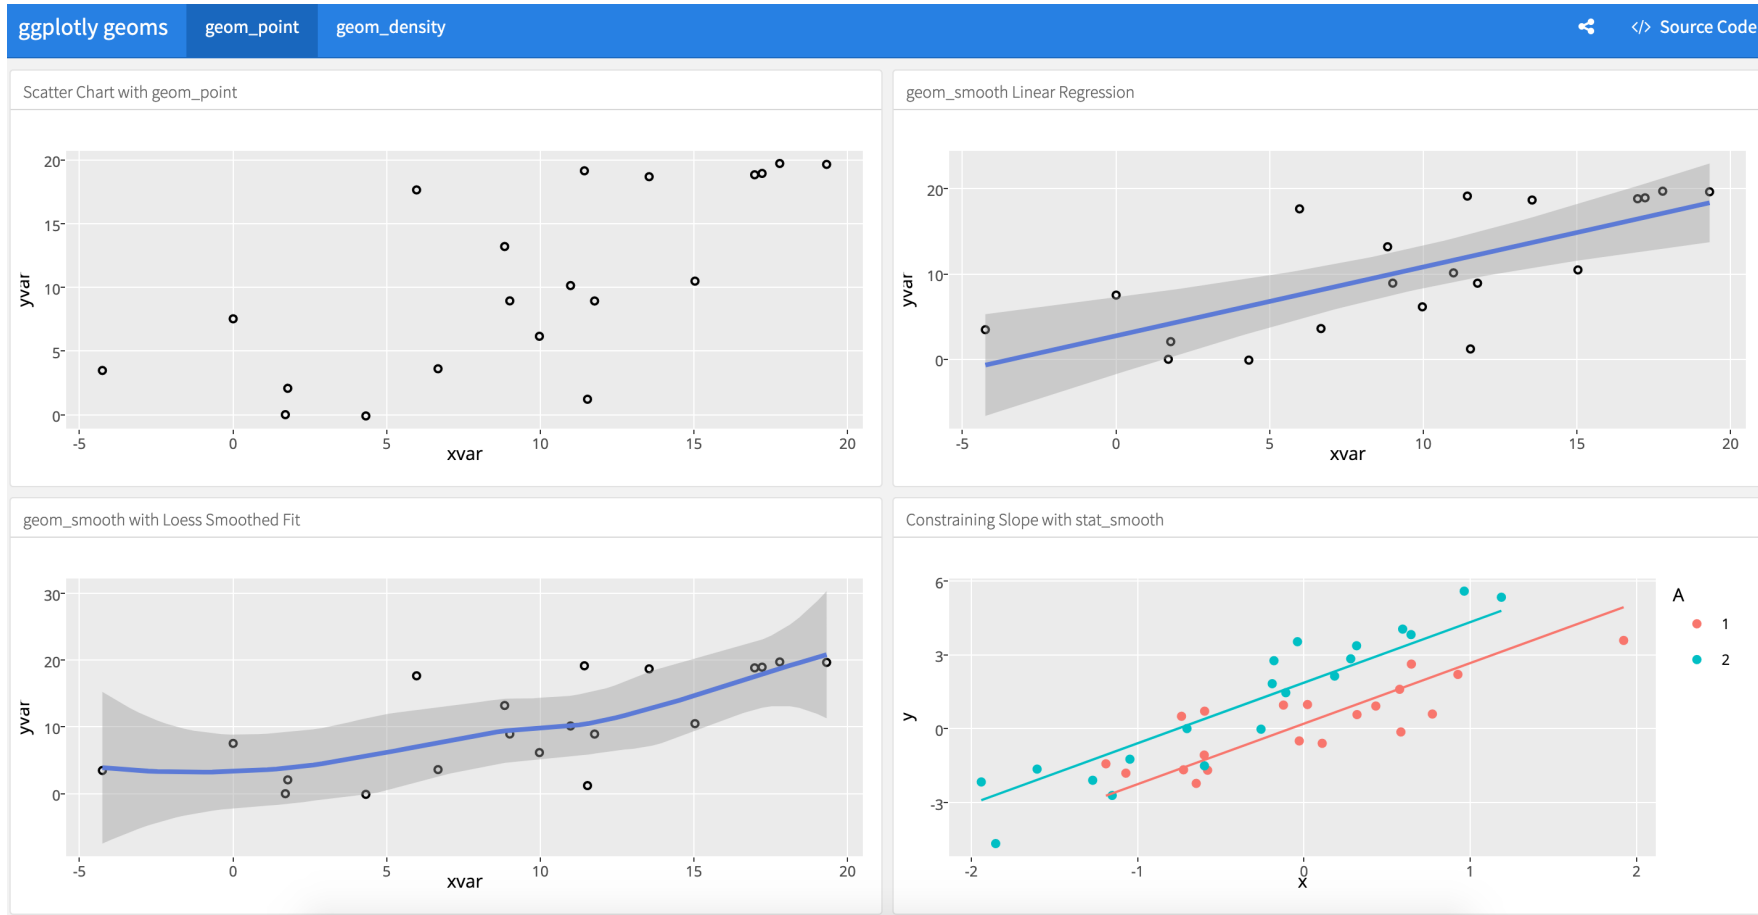 ggplotly geoms geom_point geom_density </> Source Code
Scatter Chart with geom_point
20
15
10
5
0
-5 0 5 10 15 20
xvar
yvar
geom_smooth Linear Regression
20
10
0
-5 0 5 10 15 20
xvar
yvar
geom_smooth with Loess Smoothed Fit
30
20
10
0
-5 0 5 10 15 20
xvar
yvar
Constraining Slope with stat_smooth
6
3
0
-3
-2 -1 0 1 2
x
y
A
1
2